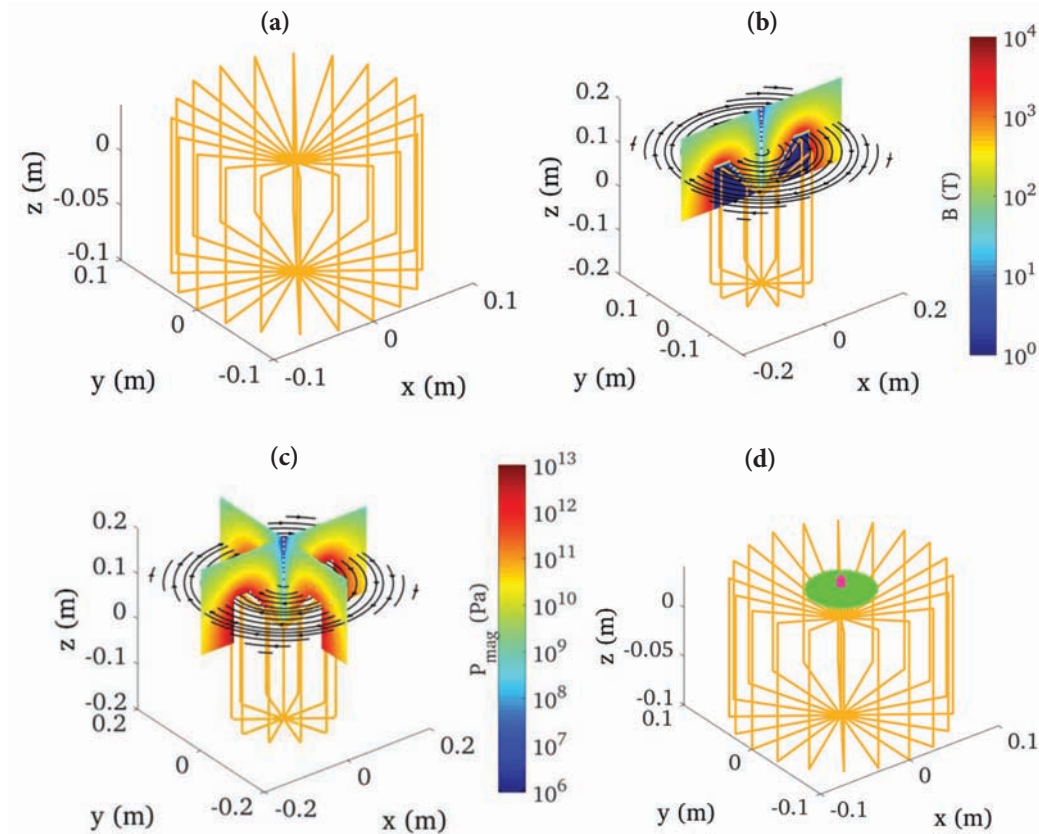 (a)
z (m)
0
-0.05
-0.1
0.1
0
-0.1
y (m)
-0.1
0
0.1
x (m)
(b)
z (m)
0.2
0.1
0
-0.1
-0.2
0.1
0
-0.1
y (m)
-0.2
0
0.2
x (m)
B (T)
10^4
10^3
10^2
10^1
10^0
(c)
z (m)
0.2
0.1
0
-0.1
-0.2
0.2
0
-0.2
y (m)
-0.2
0
0.2
x (m)
P_mag (Pa)
10^13
10^12
10^11
10^10
10^9
10^8
10^7
10^6
(d)
z (m)
0
-0.05
-0.1
0.1
0
-0.1
y (m)
-0.1
0
0.1
x (m)